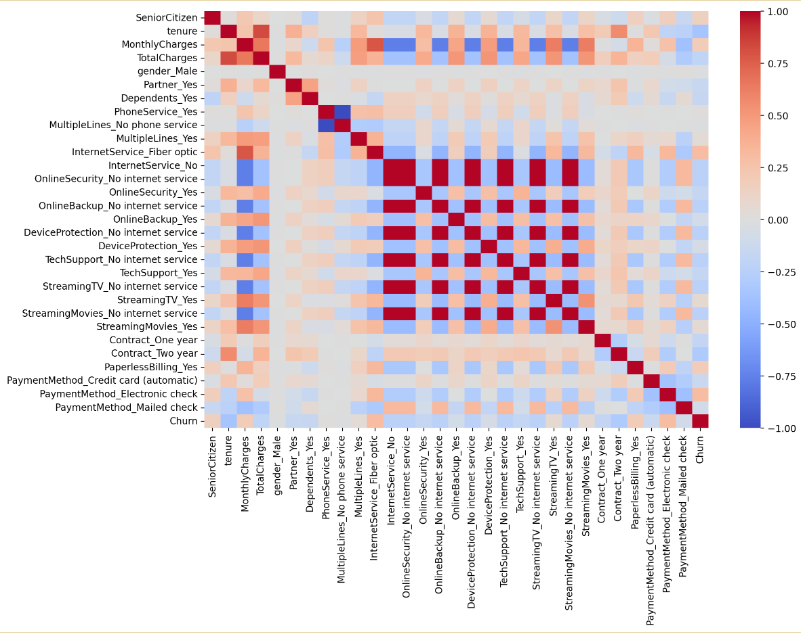 SeniorCitizen
tenure
MonthlyCharges
TotalCharges
gender_Male
Partner_Yes
Dependents_Yes
PhoneService_Yes
MultipleLines_No phone service
MultipleLines_Yes
InternetService_Fiber optic
InternetService_No
OnlineSecurity_No internet service
OnlineSecurity_Yes
OnlineBackup_No internet service
OnlineBackup_Yes
DeviceProtection_No internet service
DeviceProtection_Yes
TechSupport_No internet service
TechSupport_Yes
StreamingTV_No internet service
StreamingTV_Yes
StreamingMovies_No internet service
StreamingMovies_Yes
Contract_One year
Contract_Two year
PaperlessBilling_Yes
PaymentMethod_Credit card (automatic)
PaymentMethod_Electronic check
PaymentMethod_Mailed check
Churn
SeniorCitizen
tenure
MonthlyCharges
TotalCharges
gender_Male
Partner_Yes
Dependents_Yes
PhoneService_Yes
MultipleLines_No phone service
MultipleLines_Yes
InternetService_Fiber optic
InternetService_No
OnlineSecurity_No internet service
OnlineSecurity_Yes
OnlineBackup_No internet service
OnlineBackup_Yes
DeviceProtection_No internet service
DeviceProtection_Yes
TechSupport_No internet service
TechSupport_Yes
StreamingTV_No internet service
StreamingTV_Yes
StreamingMovies_No internet service
StreamingMovies_Yes
Contract_One year
Contract_Two year
PaperlessBilling_Yes
PaymentMethod_Credit card (automatic)
PaymentMethod_Electronic check
PaymentMethod_Mailed check
Churn
1.00
0.75
0.50
0.25
0.00
−0.25
−0.50
−0.75
−1.00